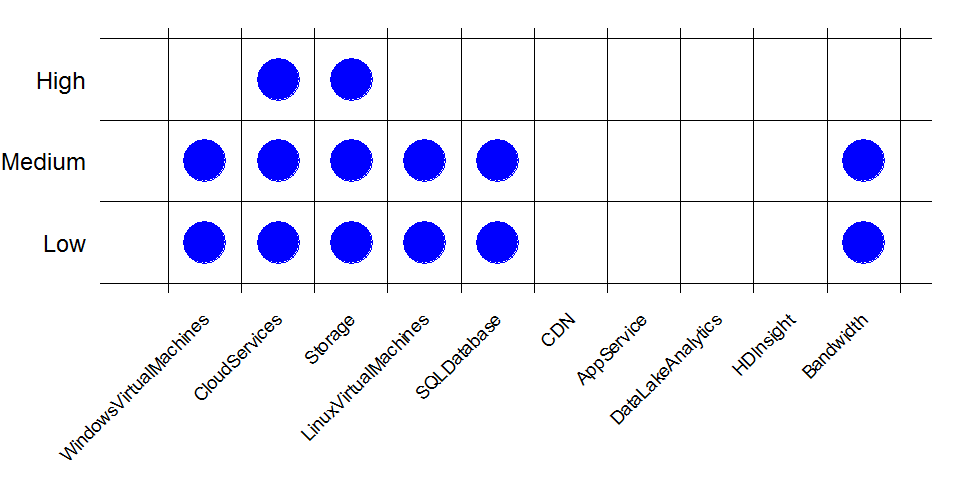 High
Medium
Low
WindowsVirtualMachines
CloudServices
Storage
LinuxVirtualMachines
SQLDatabase
CDN
AppService
DataLakeAnalytics
HDInsight
Bandwidth